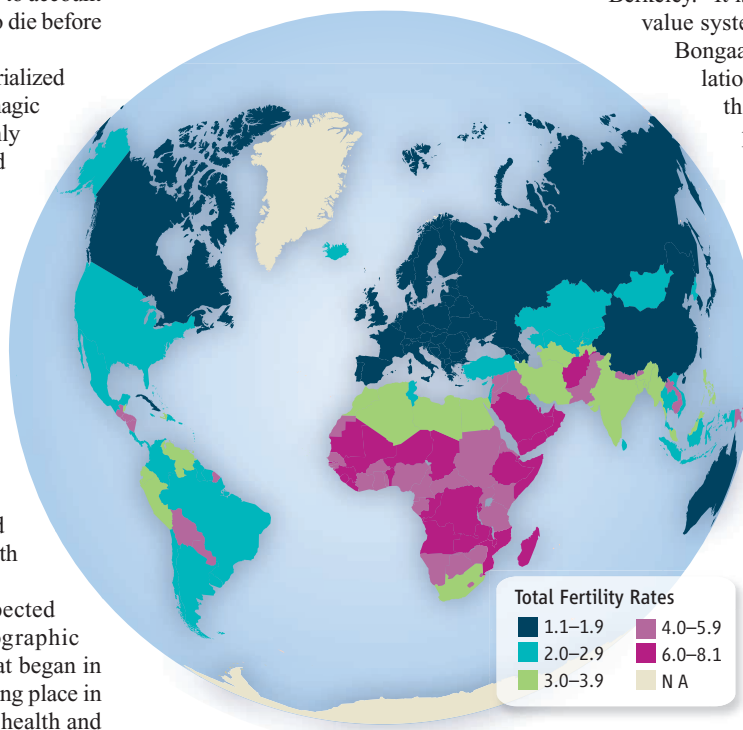 to account
o die before
rialized
agic
ly
d
d
th
pected
ographic
at began in
ng place in
health and
Berkeley. "It i
value syste
Bongaa
latio
th
Total Fertility Rates
1.1–1.9
2.0–2.9
3.0–3.9
4.0–5.9
6.0–8.1
N A